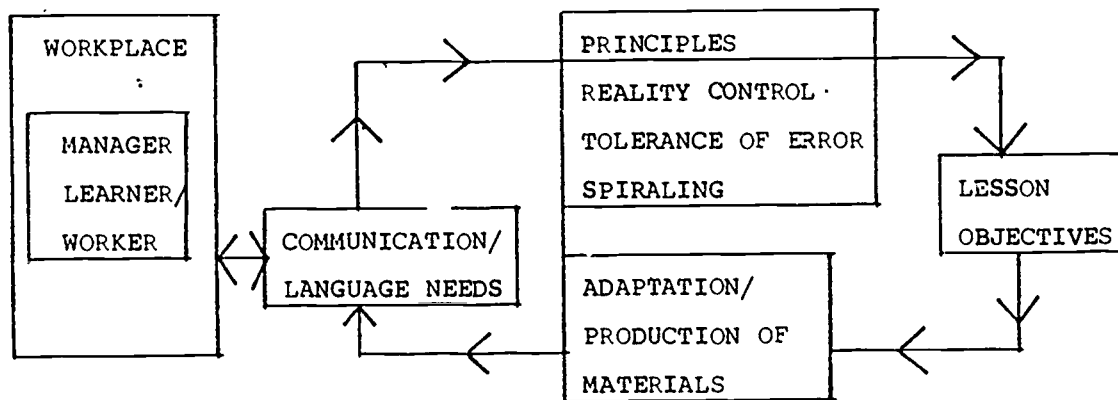 WORKPLACE
MANAGER
LEARNER/
WORKER
COMMUNICATION/
LANGUAGE NEEDS
PRINCIPLES
REALITY CONTROL
TOLERANCE OF ERROR
SPIRALING
LESSON
OBJECTIVES
ADAPTATION/
PRODUCTION OF
MATERIALS